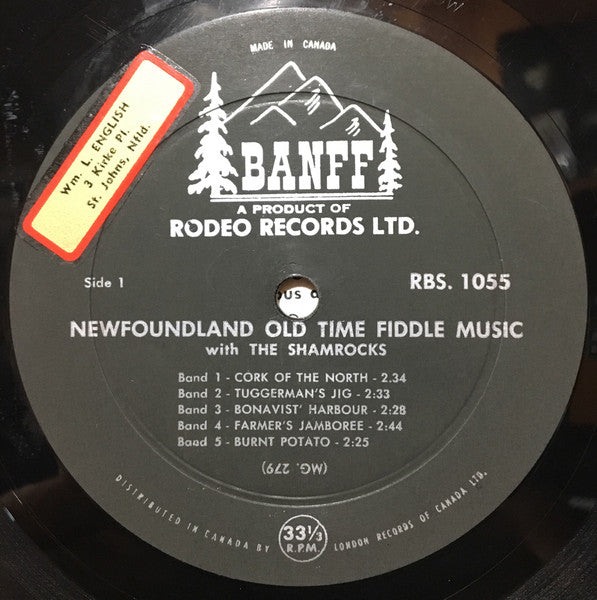 MADE IN CANADA
Wm. L. ENGLISH
3 Kirke Pl.
St. Johns, Nfld.
BANFF
A PRODUCT OF
RODEO RECORDS LTD.
Side 1
RBS. 1055
OUS
NEWFOUNDLAND OLD TIME FIDDLE MUSIC
with THE SHAMROCKS
Band 1 - CORK OF THE NORTH - 2.34
Band 2 - TUGGERMAN'S JIG - 2:33
Band 3 - BONAVIST' HARBOUR - 2:28
Band 4 - FARMER'S JAMBOREE - 2:44
Band 5 - BURNT POTATO - 2:25
(MG. 279)
DISTRIBUTED IN CANADA BY LONDON RECORDS OF CANADA LTD.
33 1/3
R.P.M.